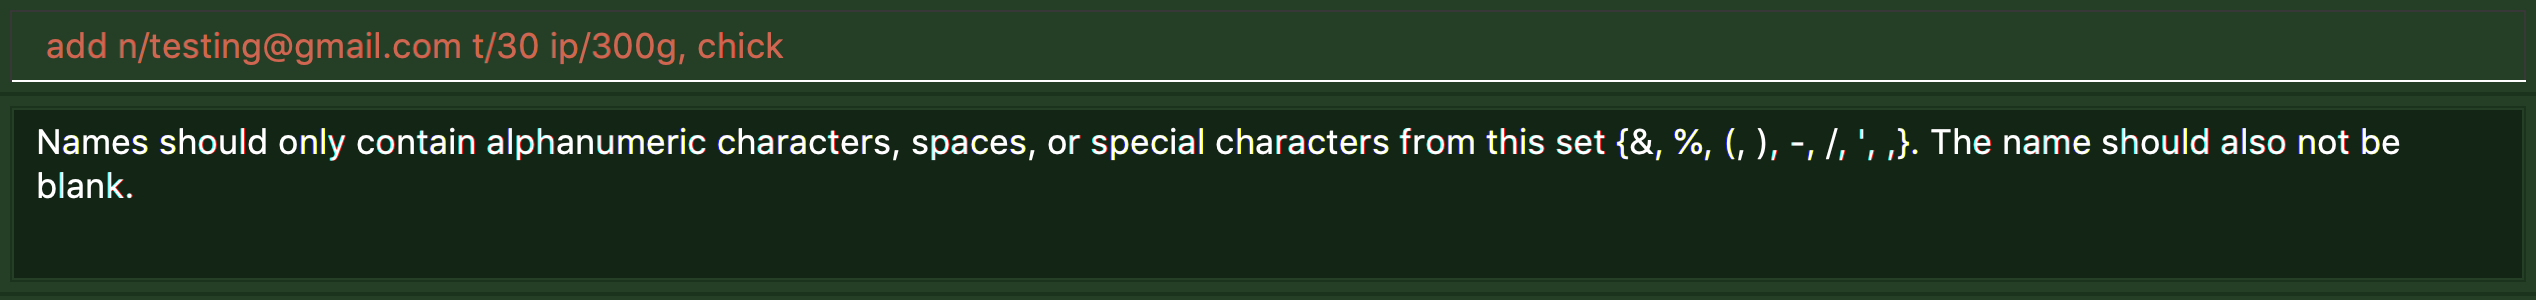 add n/testing@gmail.com t/30 ip/300g, chick
Names should only contain alphanumeric characters, spaces, or special characters from this set {&, %, (, ), -, /, ', ,}. The name should also not be
blank.